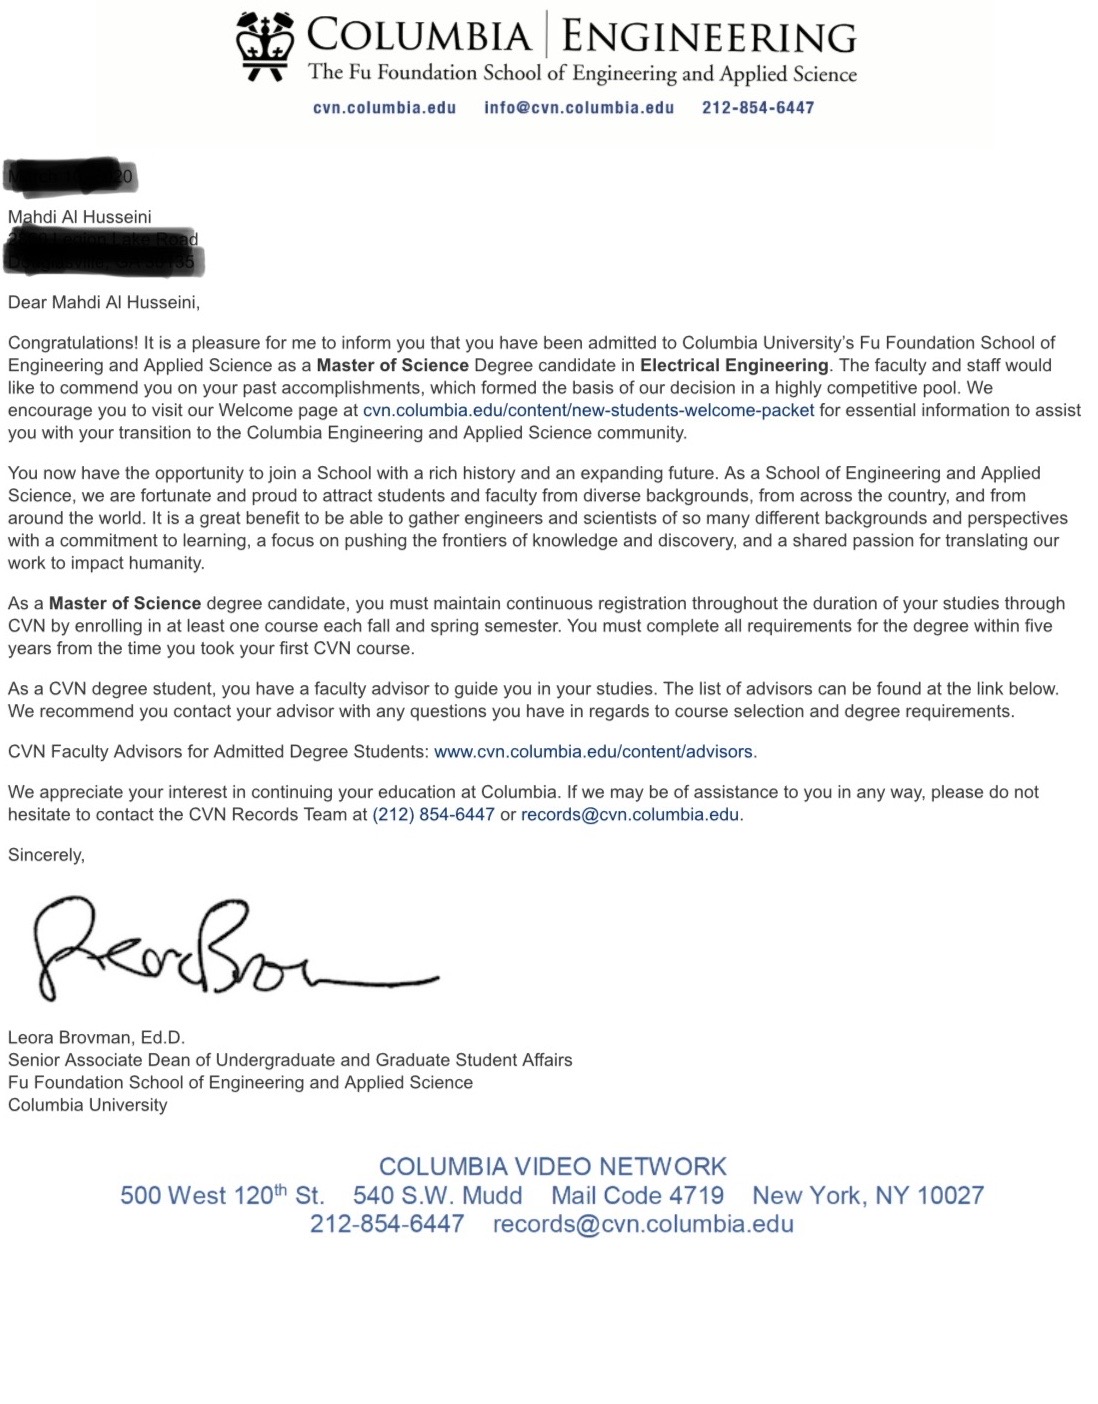 COLUMBIA | ENGINEERING
The Fu Foundation School of Engineering and Applied Science
cvn.columbia.edu info@cvn.columbia.edu 212-854-6447
Mahdi Al Husseini
Dear Mahdi Al Husseini,
Congratulations! It is a pleasure for me to inform you that you have been admitted to Columbia University's Fu Foundation School of
Engineering and Applied Science as a Master of Science Degree candidate in Electrical Engineering. The faculty and staff would
like to commend you on your past accomplishments, which formed the basis of our decision in a highly competitive pool. We
encourage you to visit our Welcome page at cvn.columbia.edu/content/new-students-welcome-packet for essential information to assist
you with your transition to the Columbia Engineering and Applied Science community.
You now have the opportunity to join a School with a rich history and an expanding future. As a School of Engineering and Applied
Science, we are fortunate and proud to attract students and faculty from diverse backgrounds, from across the country, and from
around the world. It is a great benefit to be able to gather engineers and scientists of so many different backgrounds and perspectives
with a commitment to learning, a focus on pushing the frontiers of knowledge and discovery, and a shared passion for translating our
work to impact humanity.
As a Master of Science degree candidate, you must maintain continuous registration throughout the duration of your studies through
CVN by enrolling in at least one course each fall and spring semester. You must complete all requirements for the degree within five
years from the time you took your first CVN course.
As a CVN degree student, you have a faculty advisor to guide you in your studies. The list of advisors can be found at the link below.
We recommend you contact your advisor with any questions you have in regards to course selection and degree requirements.
CVN Faculty Advisors for Admitted Degree Students: www.cvn.columbia.edu/content/advisors.
We appreciate your interest in continuing your education at Columbia. If we may be of assistance to you in any way, please do not
hesitate to contact the CVN Records Team at (212) 854-6447 or records@cvn.columbia.edu.
Sincerely,
Leora Brovman, Ed.D.
Senior Associate Dean of Undergraduate and Graduate Student Affairs
Fu Foundation School of Engineering and Applied Science
Columbia University
COLUMBIA VIDEO NETWORK
500 West 120th St. 540 S.W. Mudd Mail Code 4719 New York, NY 10027
212-854-6447 records@cvn.columbia.edu